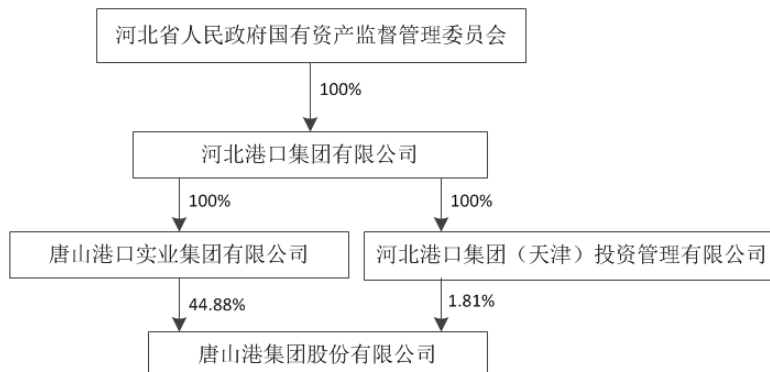 河北省人民政府国有资产监督管理委员会
100%
河北港口集团有限公司
100%
100%
唐山港口实业集团有限公司
河北港口集团（天津）投资管理有限公司
44.88%
1.81%
唐山港集团股份有限公司